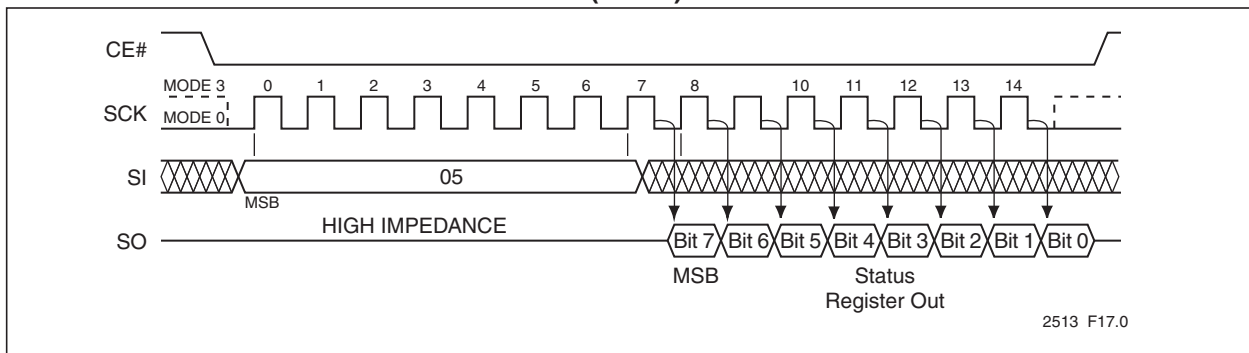 CE#
MODE 3 0 1 2 3 4 5 6 7 8 10 11 12 13 14
SCK
MODE 0
SI
05
MSB
HIGH IMPEDANCE
SO
Bit 7 Bit 6 Bit 5 Bit 4 Bit 3 Bit 2 Bit 1 Bit 0
MSB
Status
Register Out
2513 F17.0